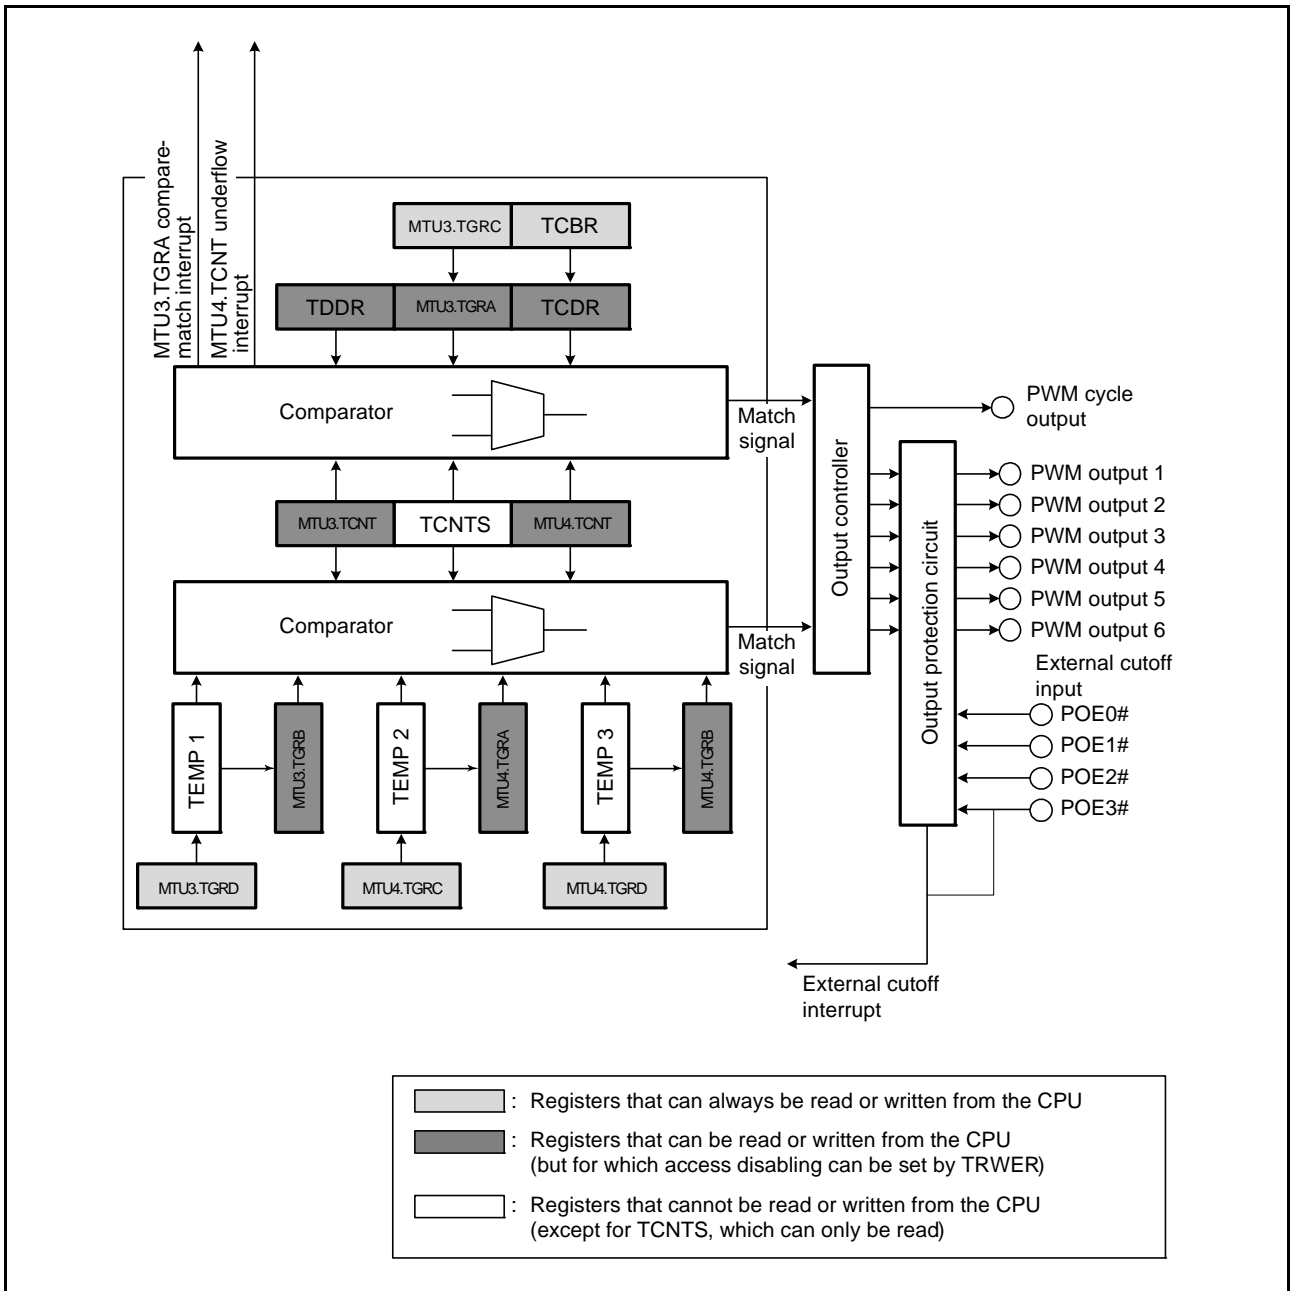 MTU3.TGRA compare-
match interrupt
MTU4.TCNT underflow
interrupt
MTU3.TGRC
TCBR
TDDR
MTU3.TGRA
TCDR
Comparator
Match
signal
MTU3.TCNT
TCNTS
MTU4.TCNT
Comparator
Match
signal
TEMP 1
MTU3.TGRB
TEMP 2
MTU4.TGRA
TEMP 3
MTU4.TGRB
MTU3.TGRD
MTU4.TGRC
MTU4.TGRD
Output controller
Output protection circuit
PWM cycle
output
PWM output 1
PWM output 2
PWM output 3
PWM output 4
PWM output 5
PWM output 6
External cutoff
input
POE0#
POE1#
POE2#
POE3#
External cutoff
interrupt
: Registers that can always be read or written from the CPU
: Registers that can be read or written from the CPU
(but for which access disabling can be set by TRWER)
: Registers that cannot be read or written from the CPU
(except for TCNTS, which can only be read)